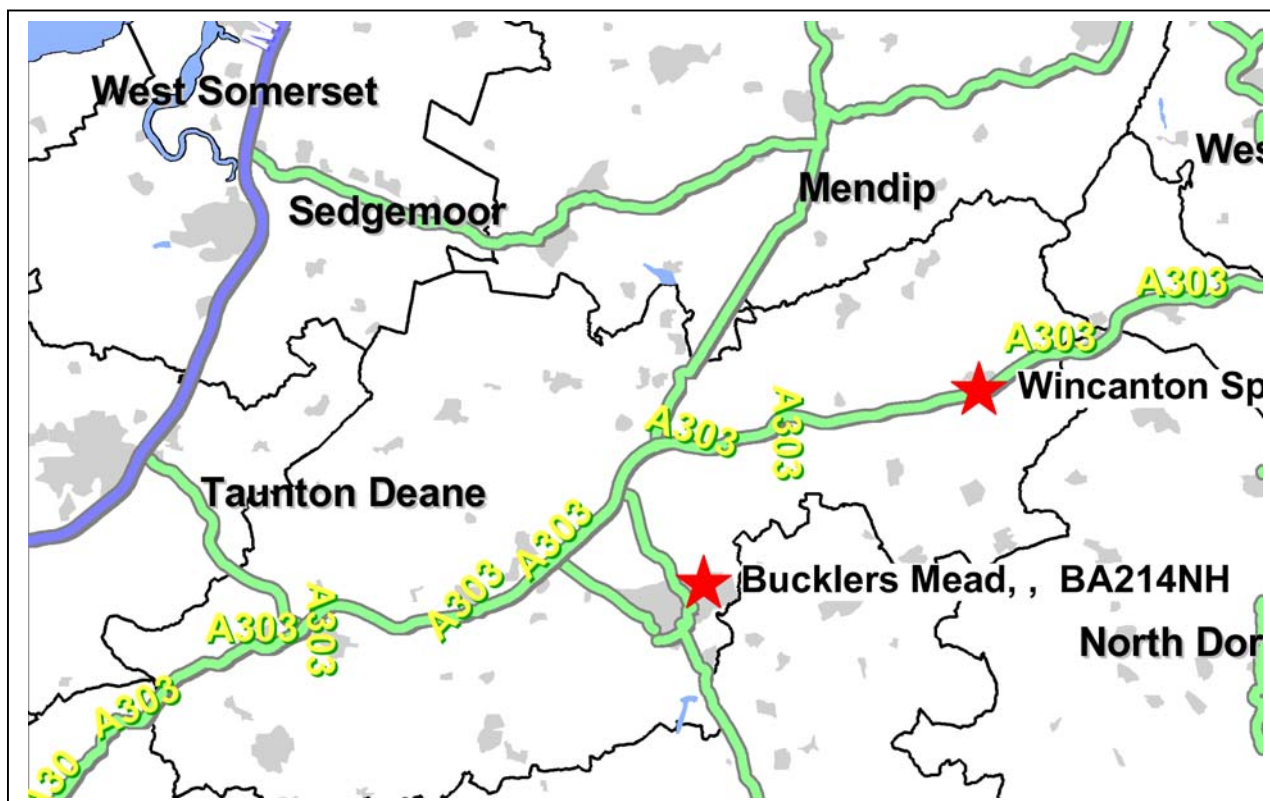 M
West Somerset
Wes
Mendip
Sedgemoor
A303
A303
Wincanton Sp
A303
A303
Taunton Deane
A303
A303
Bucklers Mead, , BA214NH
A303
A303
North Dor
A303
A30